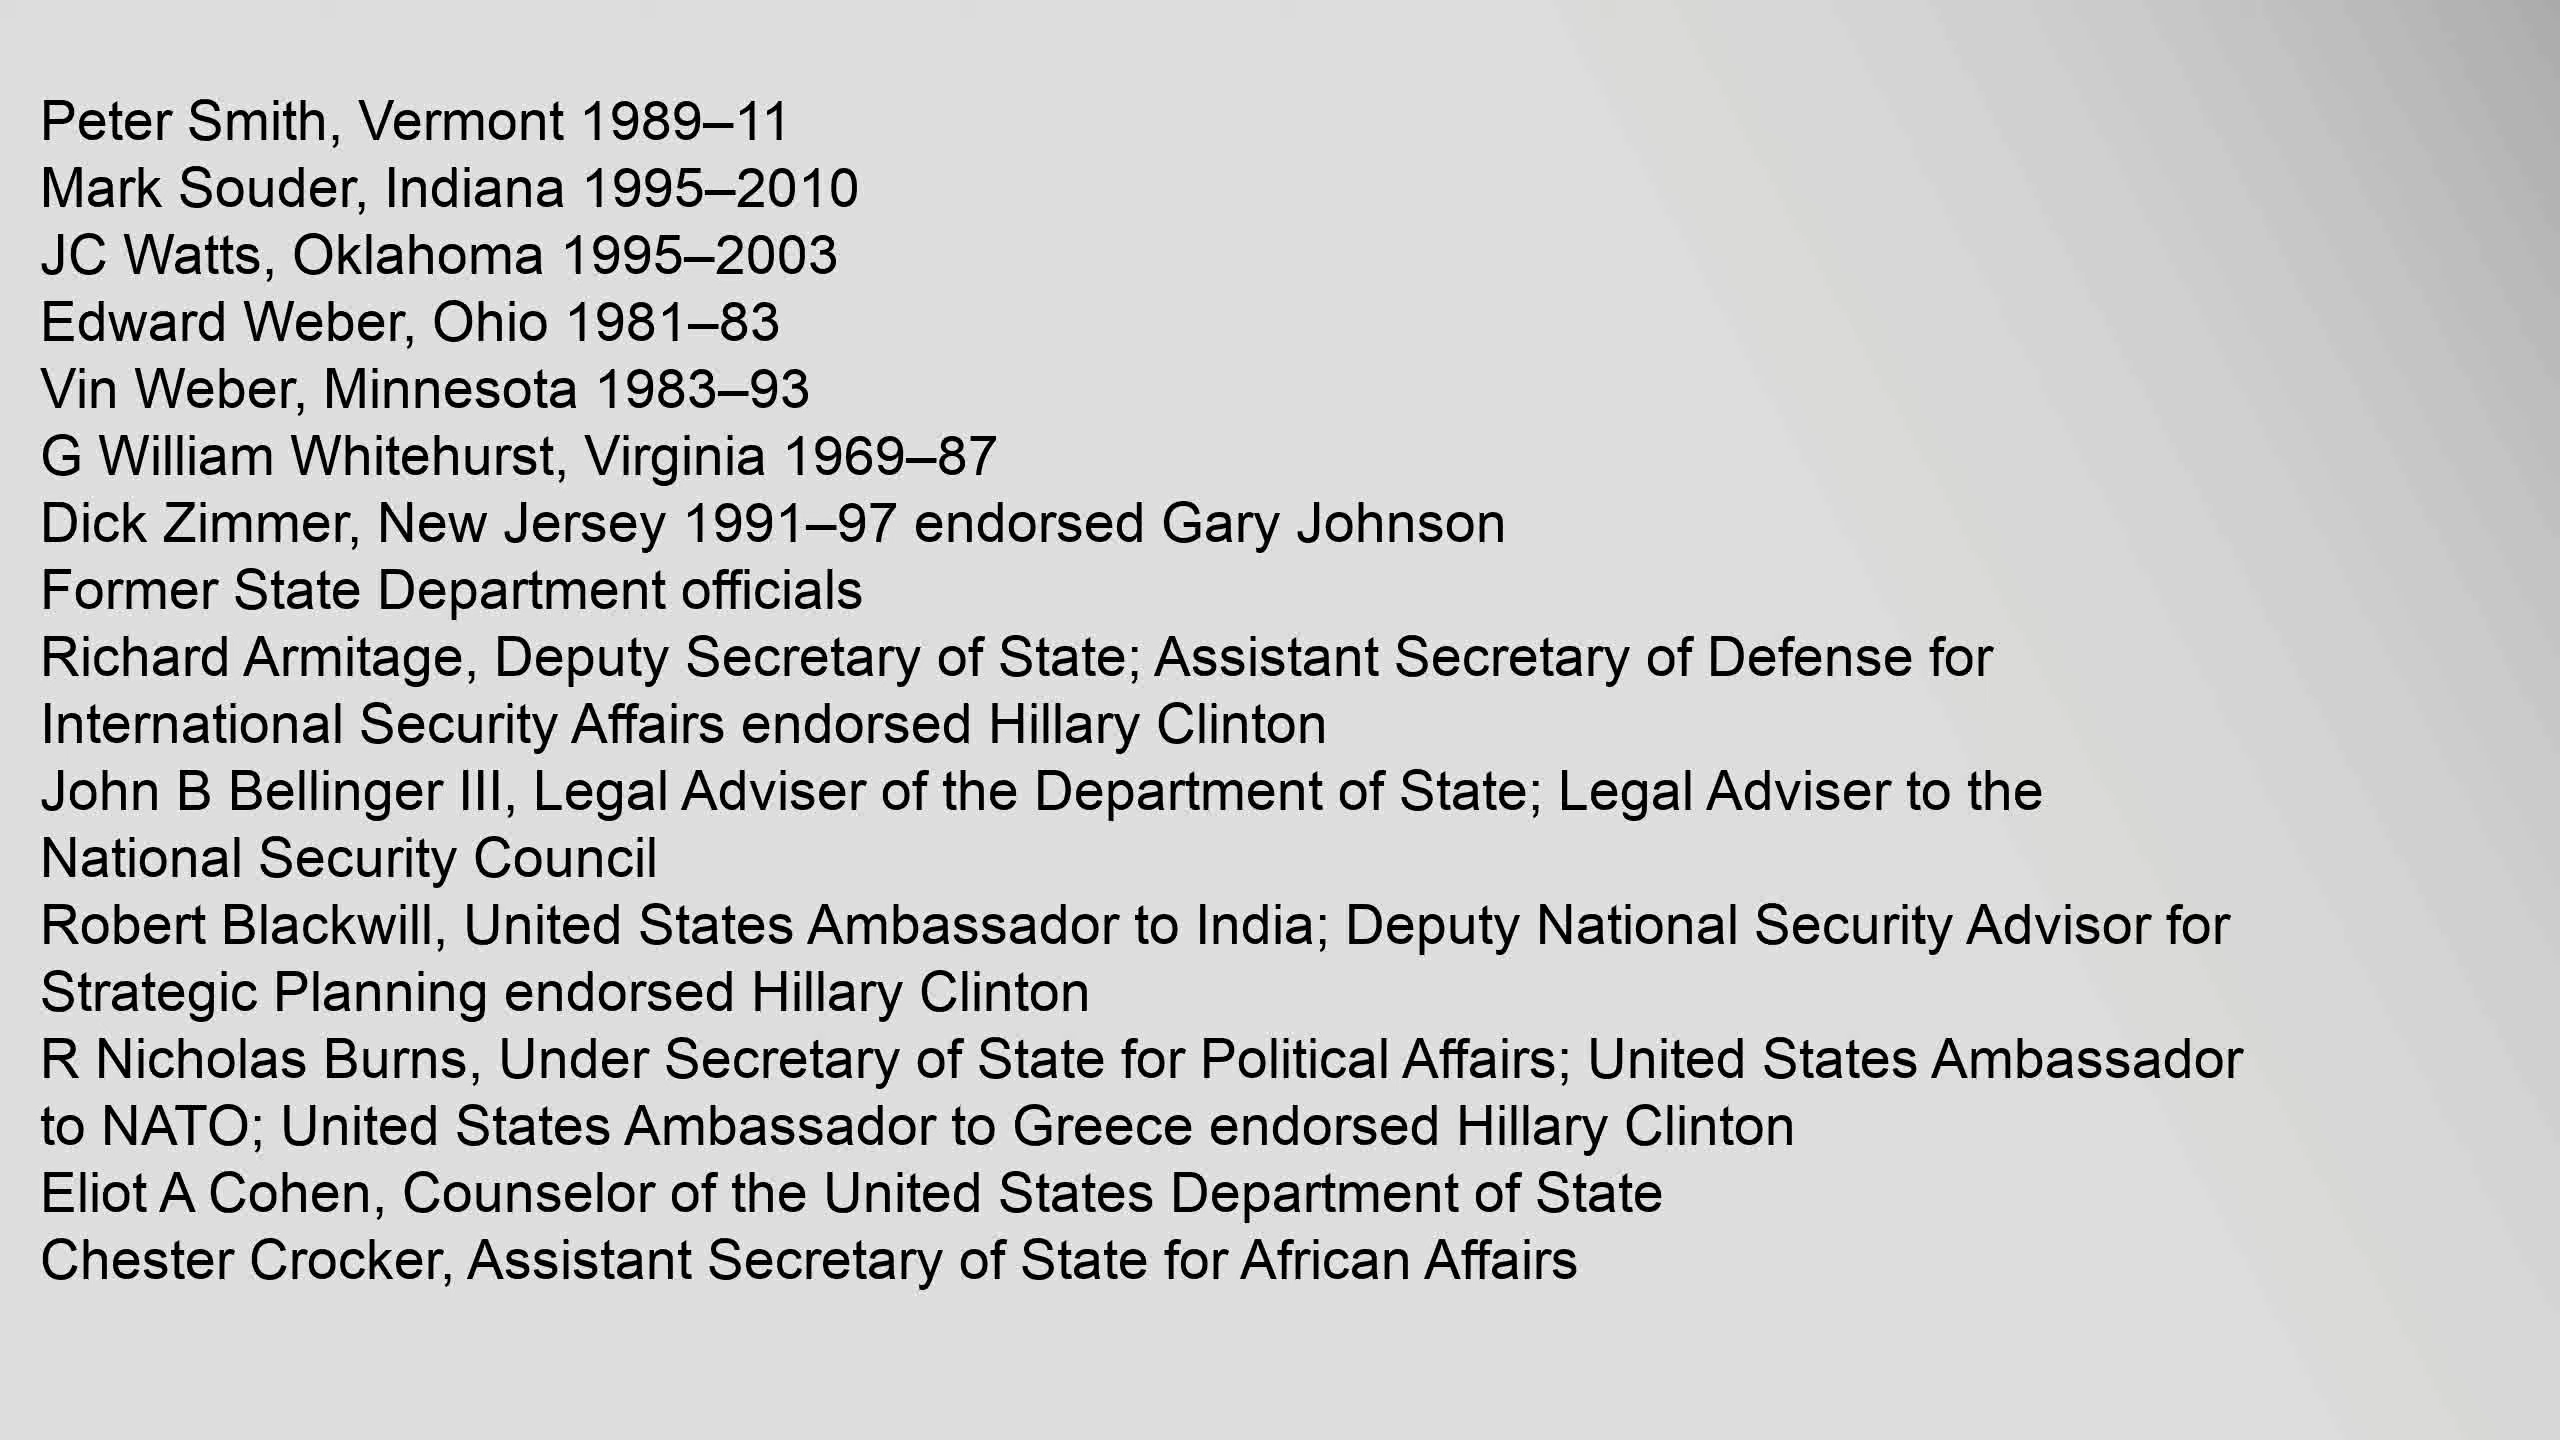 Peter Smith, Vermont 1989–11
Mark Souder, Indiana 1995–2010
JC Watts, Oklahoma 1995–2003
Edward Weber, Ohio 1981–83
Vin Weber, Minnesota 1983–93
G William Whitehurst, Virginia 1969–87
Dick Zimmer, New Jersey 1991–97 endorsed Gary Johnson
Former State Department officials
Richard Armitage, Deputy Secretary of State; Assistant Secretary of Defense for
International Security Affairs endorsed Hillary Clinton
John B Bellinger III, Legal Adviser of the Department of State; Legal Adviser to the
National Security Council
Robert Blackwill, United States Ambassador to India; Deputy National Security Advisor for
Strategic Planning endorsed Hillary Clinton
R Nicholas Burns, Under Secretary of State for Political Affairs; United States Ambassador
to NATO; United States Ambassador to Greece endorsed Hillary Clinton
Eliot A Cohen, Counselor of the United States Department of State
Chester Crocker, Assistant Secretary of State for African Affairs